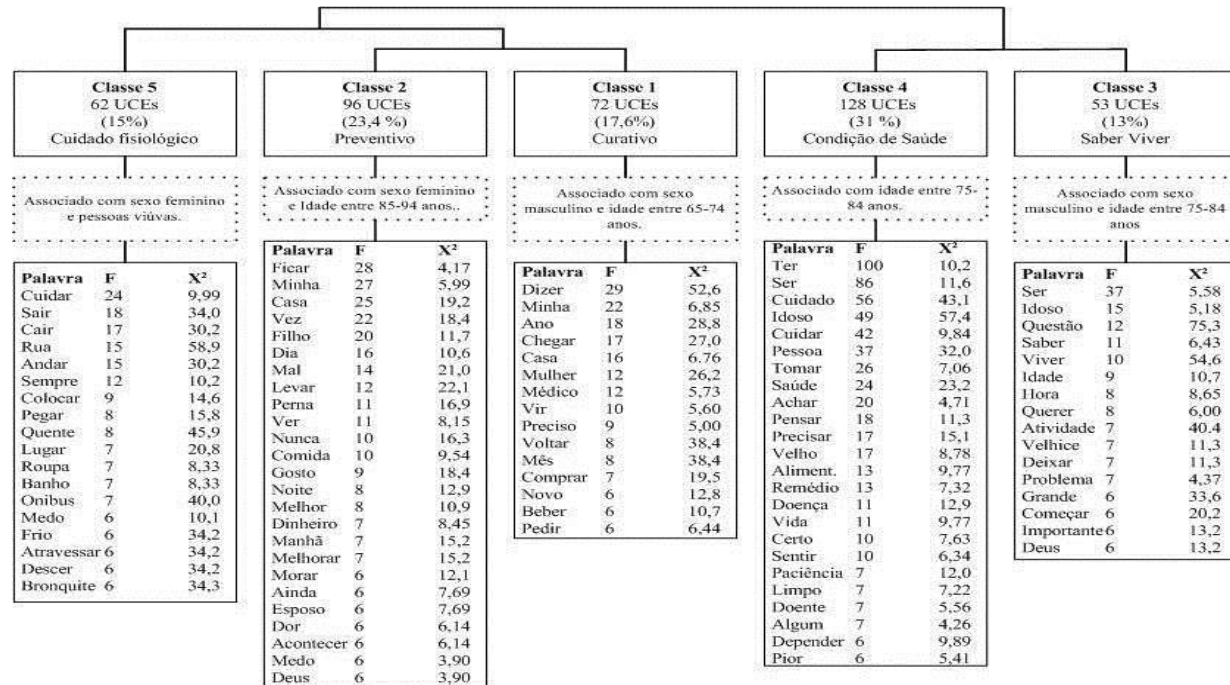 Classe 5
62 UCEs
(15%)
Cuidado fisiológico
Associado com sexo feminino
e pessoas viúvas.
Palavra F X²
Cuidar 24 9,99
Sair 18 34,0
Cair 17 30,2
Rua 15 58,9
Andar 15 30,2
Sempre 12 10,2
Colocar 9 14,6
Pegar 8 15,8
Quente 8 45,9
Lugar 7 20,8
Roupa 7 8,33
Banho 7 8,33
Onibus 7 40,0
Medo 6 10,1
Frio 6 34,2
Atravessar 6 34,2
Descer 6 34,2
Bronquite 6 34,3
Classe 2
96 UCEs
(23,4 %)
Preventivo
Associado com sexo feminino
e Idade entre 85-94 anos..
Palavra F X²
Ficar 28 4,17
Minha 27 5,99
Casa 25 19,2
Vez 22 18,4
Filho 20 11,7
Dia 16 10,6
Mal 14 21,0
Levar 12 22,1
Perna 11 16,9
Ver 11 8,15
Nunca 10 16,3
Comida 10 9,54
Gosto 9 18,4
Noite 8 12,9
Melhor 8 10,9
Dinheiro 7 8,45
Manhã 7 15,2
Melhorar 7 15,2
Morar 6 12,1
Ainda 6 7,69
Esposo 6 7,69
Dor 6 6,14
Acontecer 6 6,14
Medo 6 3,90
Deus 6 3,90
Classe 1
72 UCEs
(17,6%)
Curativo
Associado com sexo
masculino e idade entre 65-74
anos.
Palavra F X²
Dizer 29 52,6
Minha 22 6,85
Ano 18 28,8
Chegar 17 27,0
Casa 16 6.76
Mulher 12 26,2
Médico 12 5,73
Vir 10 5,60
Preciso 9 5,00
Voltar 8 38,4
Mês 8 38,4
Comprar 7 19,5
Novo 6 12,8
Beber 6 10,7
Pedir 6 6,44
Classe 4
128 UCEs
(31 %)
Condição de Saúde
Associado com idade entre 75-
84 anos.
Palavra F X²
Ter 100 10,2
Ser 86 11,6
Cuidado 56 43,1
Idoso 49 57,4
Cuidar 42 9,84
Pessoa 37 32,0
Tomar 26 7,06
Saúde 24 23,2
Achar 20 4,71
Pensar 18 11,3
Precisar 17 15,1
Velho 17 8,78
Aliment. 13 9,77
Remédio 13 7,32
Doença 11 12,9
Vida 11 9,77
Certo 10 7,63
Sentir 10 6,34
Paciência 7 12,0
Limpo 7 7,22
Doente 7 5,56
Algum 7 4,26
Depender 6 9,89
Pior 6 5,41
Classe 3
53 UCEs
(13%)
Saber Viver
Associado com sexo
masculino e idade entre 75-84
anos
Palavra F X²
Ser 37 5,58
Idoso 15 5,18
Questão 12 75,3
Saber 11 6,43
Viver 10 54,6
Idade 9 10,7
Hora 8 8,65
Querer 8 6,00
Atividade 7 40.4
Velhice 7 11,3
Deixar 7 11,3
Problema 7 4,37
Grande 6 33,6
Começar 6 20,2
Importante 6 13,2
Deus 6 13,2